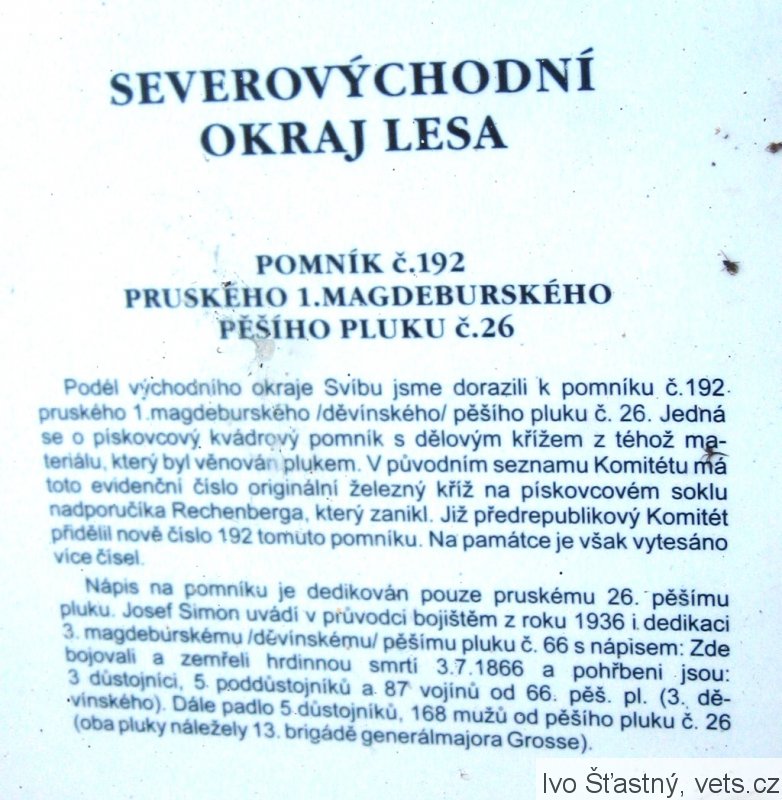 SEVEROVÝCHODNÍ
OKRAJ LESA
POMNÍK č.192
PRUSKÉHO 1.MAGDEBURSKÉHO
PĚŠÍHO PLUKU č.26
Podél východního okraje Svíbu jsme dorazili k pomníku č.192
pruského 1.magdeburského /děvínského/ pěšího pluku č. 26. Jedná
se o pískovcový kvádrový pomník s dělovým křížem z téhož ma-
teriálu, který byl věnován plukem. V původním seznamu Komitétu má
toto evidenční číslo originální železný kříž na pískovcovém soklu
nadporučíka Rechenberga, který zanikl. Již předrepublikový Komitét
přidělil nově číslo 192 tomuto pomníku. Na památce je však vytesáno
více čísel.
Nápis na pomníku je dedikován pouze pruskému 26. pěšímu
pluku. Josef Simon uvádí v průvodci bojištěm z roku 1936 i dedikaci
3. magdeburskému /děvínskému/ pěšímu pluku č. 66 s nápisem: Zde
bojovali a zemřeli hrdinnou smrtí 3.7.1866 a pohřbeni jsou:
3 důstojníci, 5 poddůstojníků a 87 vojínů od 66. pěš. pl. (3. dě-
vínského). Dále padlo 5 důstojníků, 168 mužů od pěšího pluku č. 26
(oba pluky náležely 13. brigádě generálmajora Grosse).
Ivo Šťastný, vets.cz